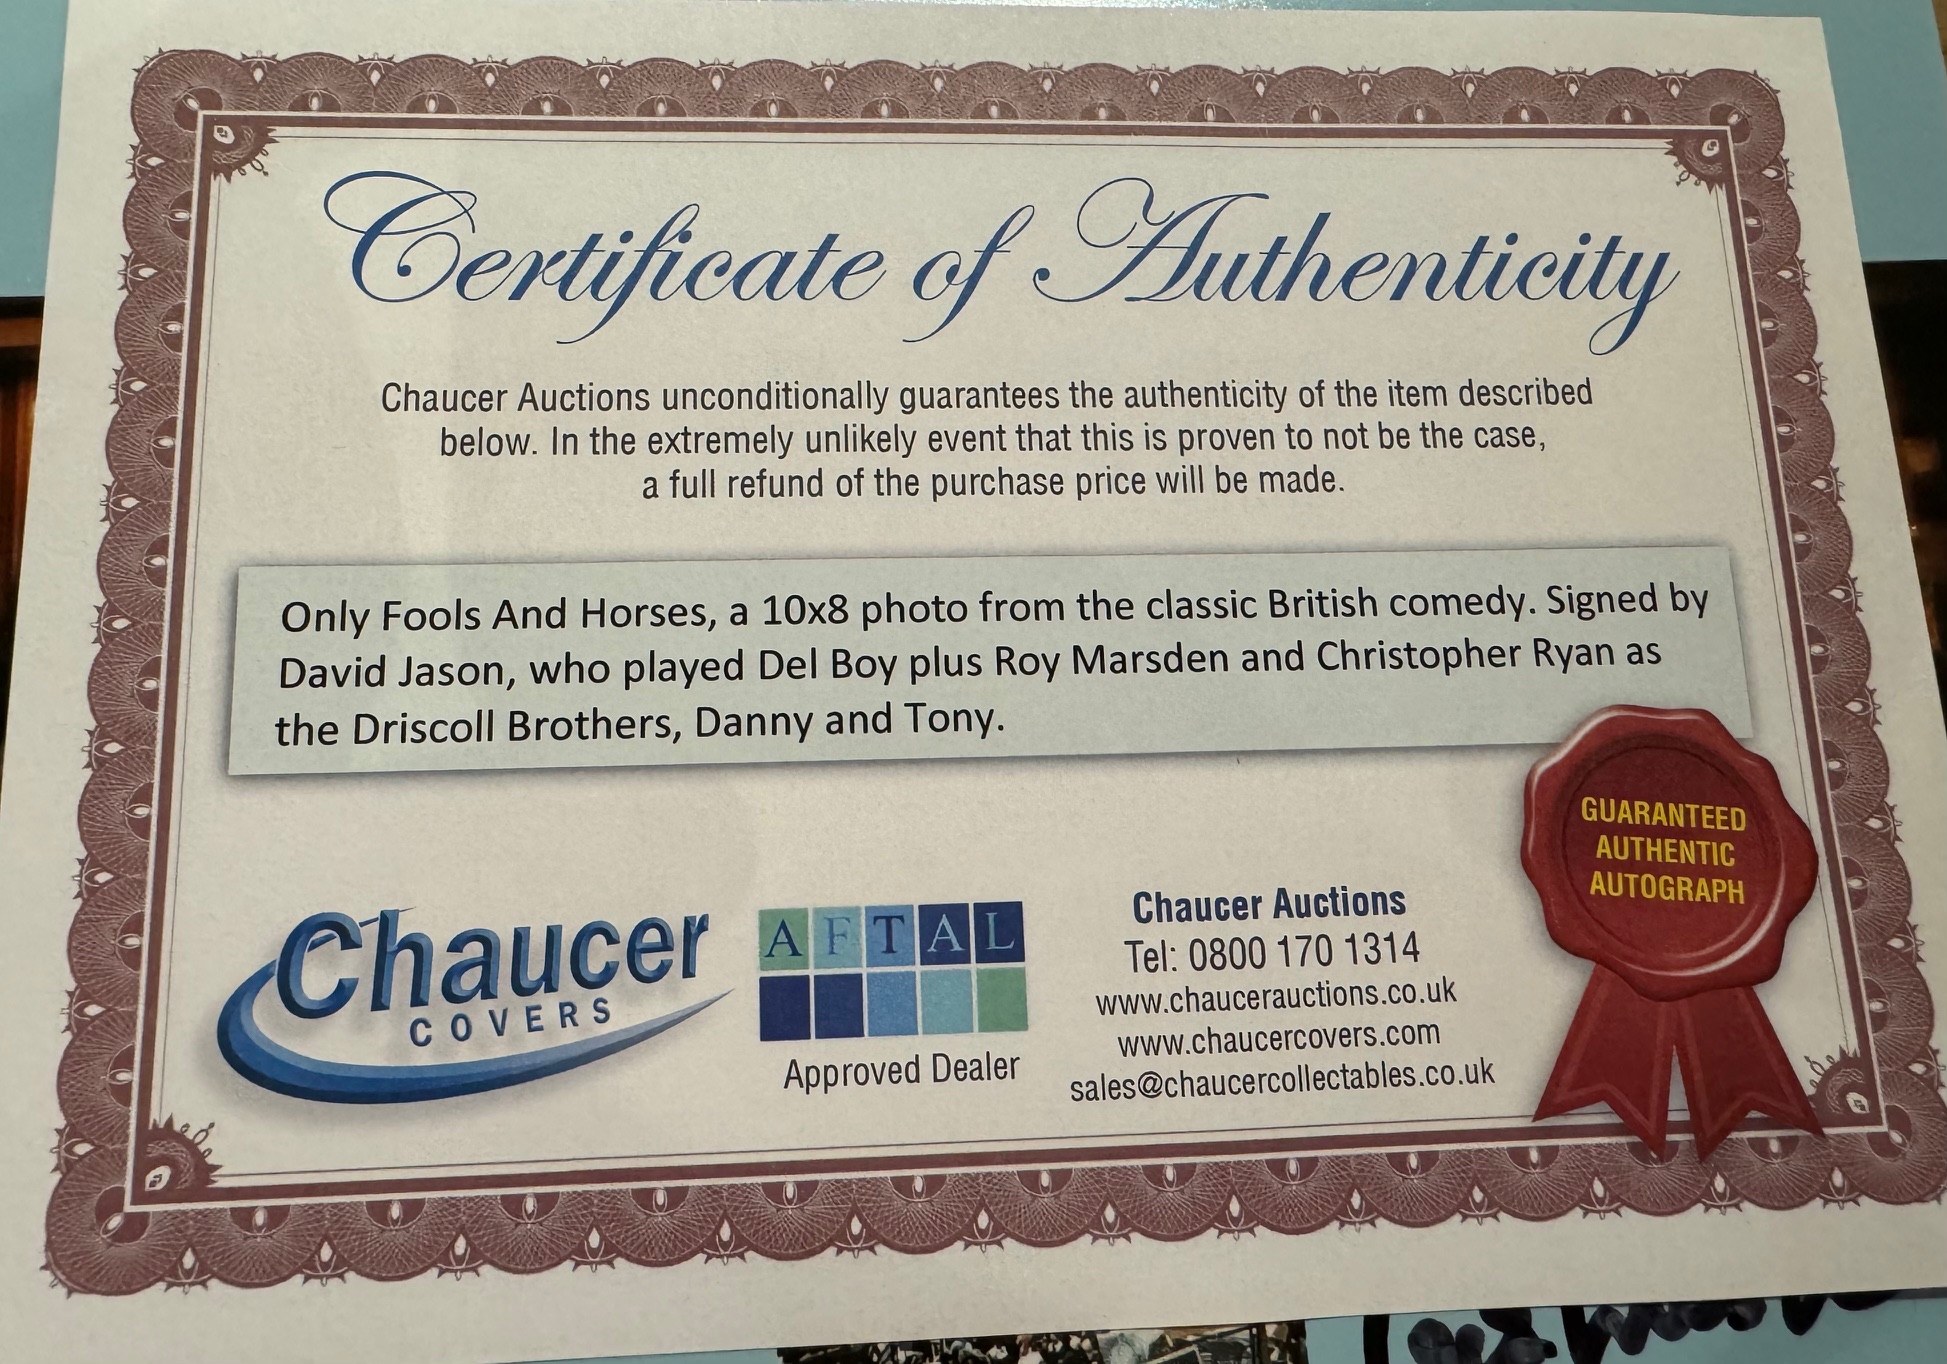 Certificate of Authenticity
Chaucer Auctions unconditionally guarantees the authenticity of the item described
below. In the extremely unlikely event that this is proven to not be the case,
a full refund of the purchase price will be made.
Only Fools And Horses, a 10x8 photo from the classic British comedy. Signed by
David Jason, who played Del Boy plus Roy Marsden and Christopher Ryan as
the Driscoll Brothers, Danny and Tony.
GUARANTEED
AUTHENTIC
AUTOGRAPH
Chaucer
COVERS
AFTAL
Approved Dealer
Chaucer Auctions
Tel: 0800 170 1314
www.chaucerauctions.co.uk
www.chaucercovers.com
sales@chaucercollectables.co.uk